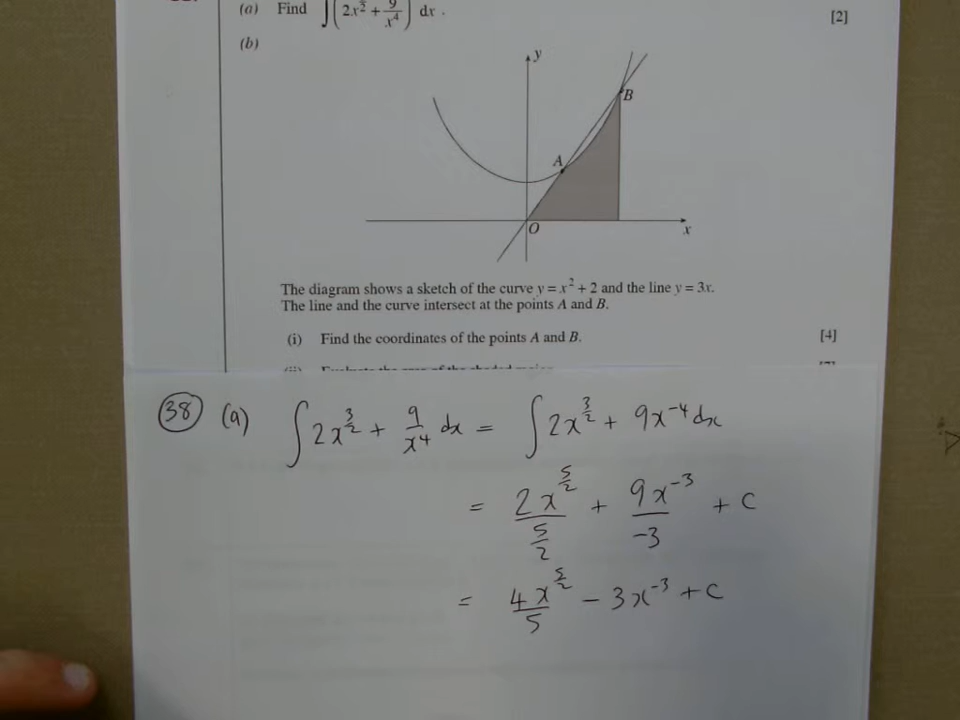 (a) Find ∫(2x^{3/2} + 9/x⁴) dx . [2]
(b)
y
B
A
O
x
The diagram shows a sketch of the curve y = x² + 2 and the line y = 3x.
The line and the curve intersect at the points A and B.
(i) Find the coordinates of the points A and B. [4]
38 (a) ∫ 2x^{3/2} + 9/x⁴ dx = ∫ 2x^{3/2} + 9x⁻⁴ dx
= 2x^{5/2}/(5/2) + 9x⁻³/-3 + C
= 4x^{5/2}/5 - 3x⁻³ + C